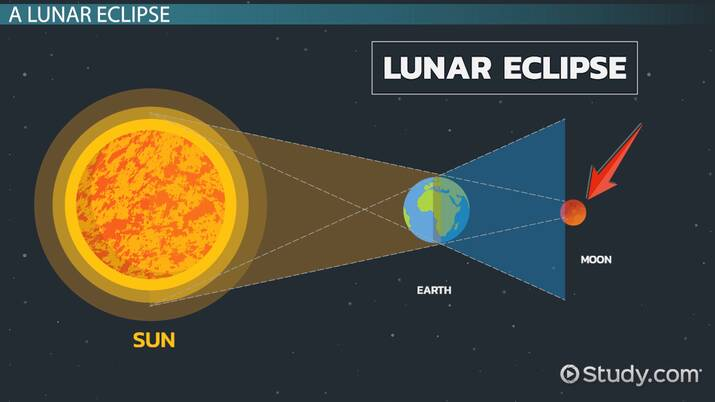 A LUNAR ECLIPSE
LUNAR ECLIPSE
MOON
EARTH
SUN
Study.com